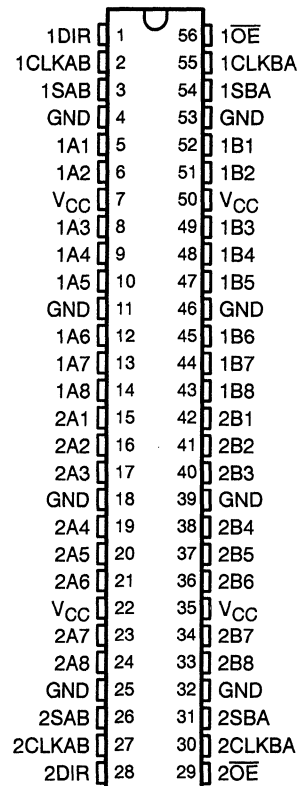 1DIR 1 56 1O̅E̅
1CLKAB 2 55 1CLKBA
1SAB 3 54 1SBA
GND 4 53 GND
1A1 5 52 1B1
1A2 6 51 1B2
VCC 7 50 VCC
1A3 8 49 1B3
1A4 9 48 1B4
1A5 10 47 1B5
GND 11 46 GND
1A6 12 45 1B6
1A7 13 44 1B7
1A8 14 43 1B8
2A1 15 42 2B1
2A2 16 41 2B2
2A3 17 40 2B3
GND 18 39 GND
2A4 19 38 2B4
2A5 20 37 2B5
2A6 21 36 2B6
VCC 22 35 VCC
2A7 23 34 2B7
2A8 24 33 2B8
GND 25 32 GND
2SAB 26 31 2SBA
2CLKAB 27 30 2CLKBA
2DIR 28 29 2O̅E̅